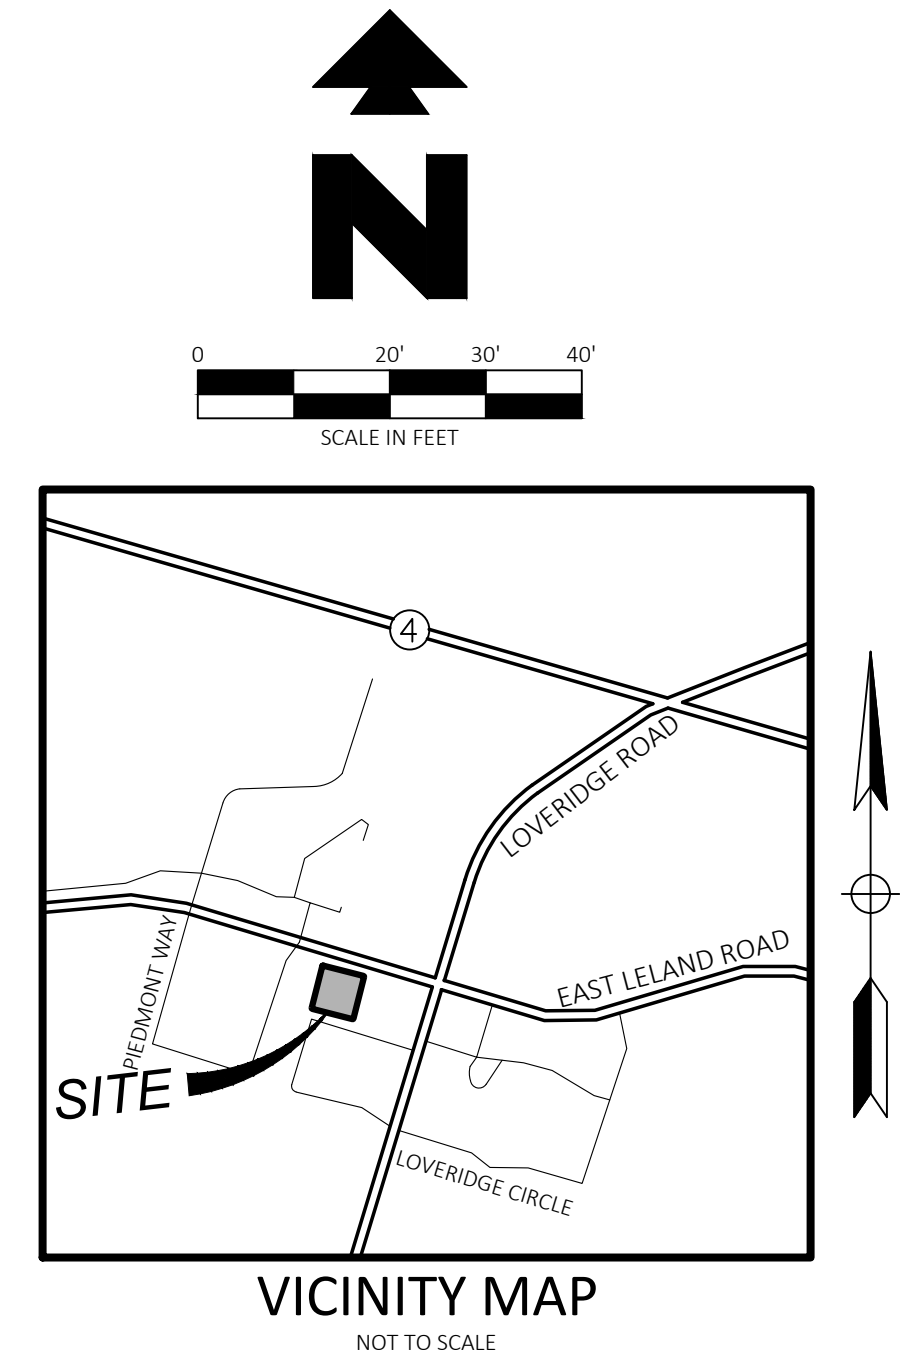 N
0 20' 30' 40'
SCALE IN FEET
4
LOVERIDGE ROAD
EAST LELAND ROAD
PIEDMONT WAY
SITE
LOVERIDGE CIRCLE
VICINITY MAP
NOT TO SCALE